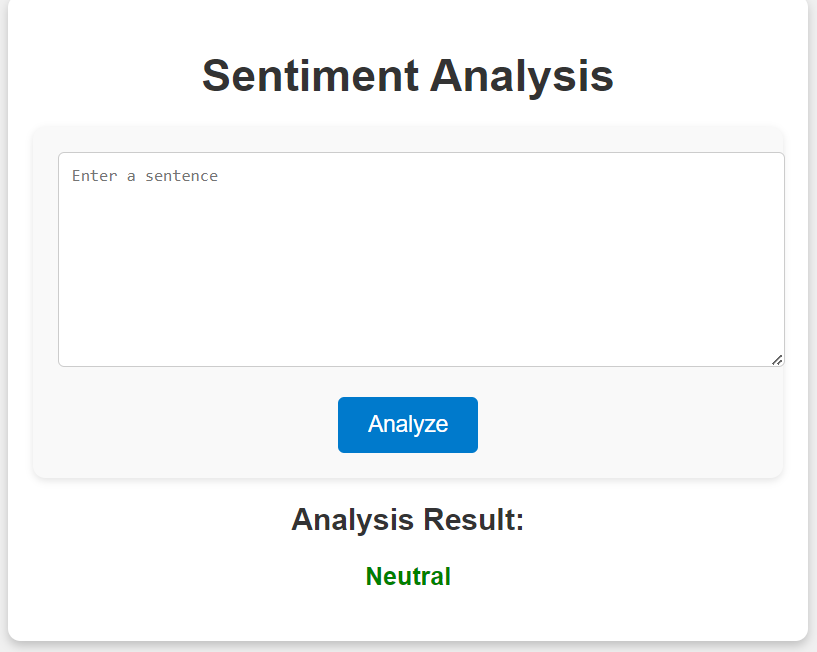 Sentiment Analysis
Enter a sentence
Analyze
Analysis Result:
Neutral